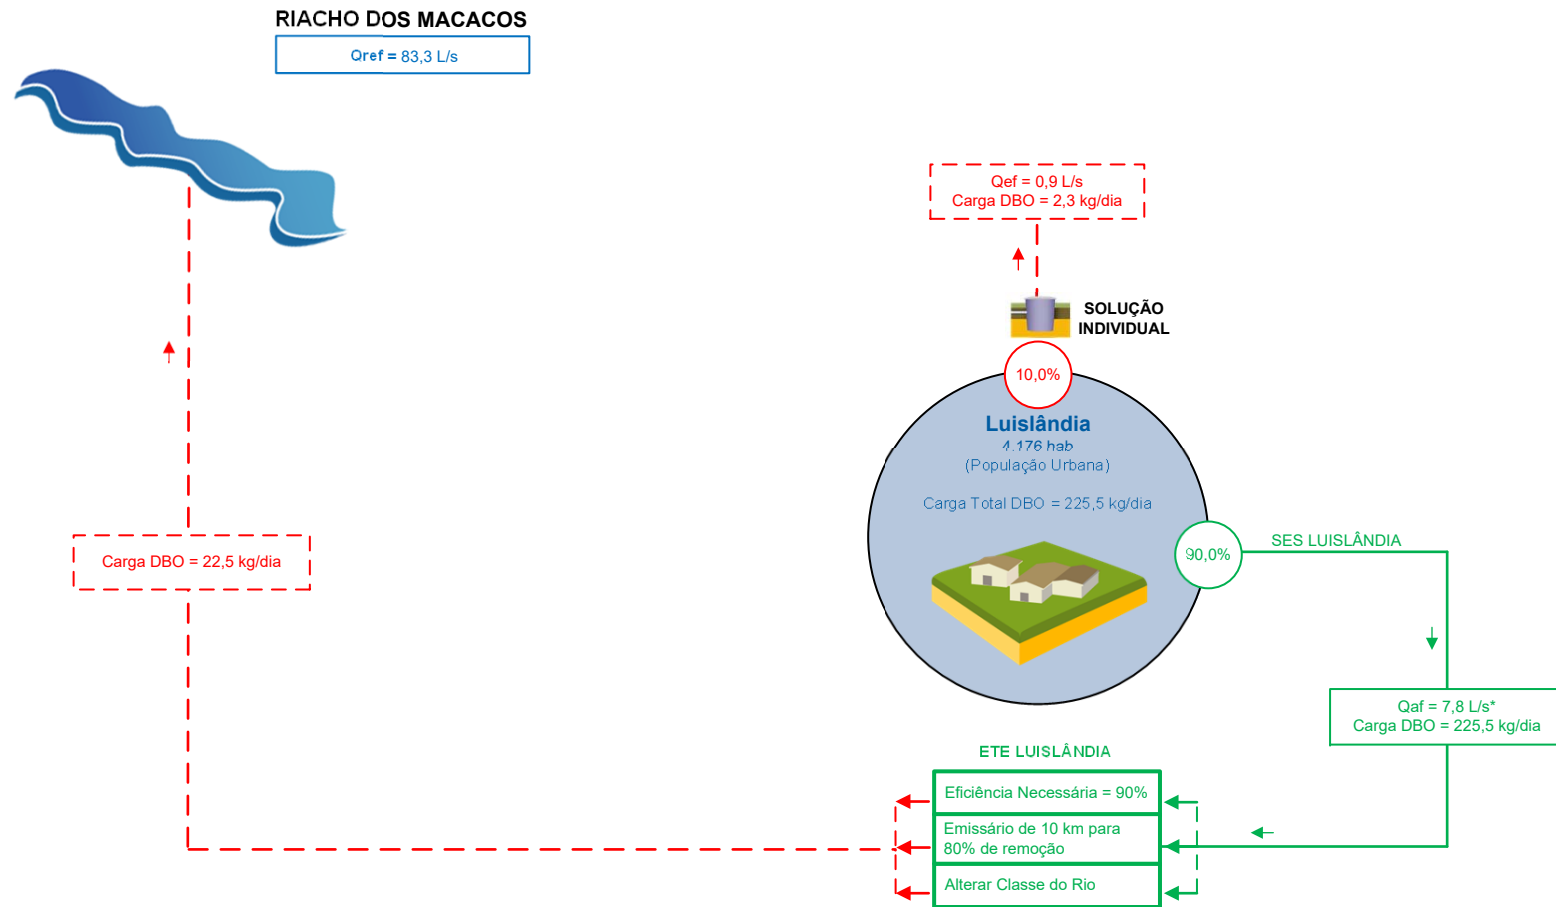 RIACHO DOS MACACOS
Qref = 83,3 L/s
Qef = 0,9 L/s
Carga DBO = 2,3 kg/dia
SOLUÇÃO
INDIVIDUAL
10,0%
Luislândia
4.176 hab
(População Urbana)
Carga Total DBO = 225,5 kg/dia
90,0%
SES LUISLÂNDIA
Carga DBO = 22,5 kg/dia
Qaf = 7,8 L/s*
Carga DBO = 225,5 kg/dia
ETE LUISLÂNDIA
Eficiência Necessária = 90%
Emissário de 10 km para
80% de remoção
Alterar Classe do Rio